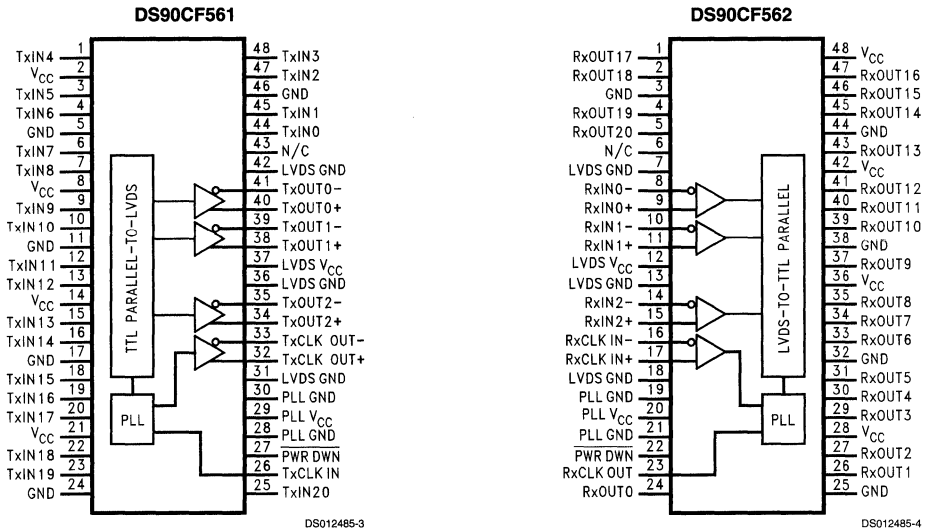 DS90CF561
TxIN4 1
VCC 2
TxIN5 3
TxIN6 4
GND 5
TxIN7 6
TxIN8 7
VCC 8
TxIN9 9
TxIN10 10
GND 11
TxIN11 12
TxIN12 13
VCC 14
TxIN13 15
TxIN14 16
GND 17
TxIN15 18
TxIN16 19
TxIN17 20
VCC 21
TxIN18 22
TxIN19 23
GND 24
TTL PARALLEL-TO-LVDS
PLL
48 TxIN3
47 TxIN2
46 GND
45 TxIN1
44 TxIN0
43 N/C
42 LVDS GND
41 TxOUT0-
40 TxOUT0+
39 TxOUT1-
38 TxOUT1+
37 LVDS VCC
36 LVDS GND
35 TxOUT2-
34 TxOUT2+
33 TxCLK OUT-
32 TxCLK OUT+
31 LVDS GND
30 PLL GND
29 PLL VCC
28 PLL GND
27 PWR DWN
26 TxCLK IN
25 TxIN20
DS012485-3
DS90CF562
RxOUT17 1
RxOUT18 2
GND 3
RxOUT19 4
RxOUT20 5
N/C 6
LVDS GND 7
RxIN0- 8
RxIN0+ 9
RxIN1- 10
RxIN1+ 11
LVDS VCC 12
LVDS GND 13
RxIN2- 14
RxIN2+ 15
RxCLK IN- 16
RxCLK IN+ 17
LVDS GND 18
PLL GND 19
PLL VCC 20
PLL GND 21
PWR DWN 22
RxCLK OUT 23
RxOUT0 24
LVDS-TO-TTL PARALLEL
PLL
48 VCC
47 RxOUT16
46 RxOUT15
45 RxOUT14
44 GND
43 RxOUT13
42 VCC
41 RxOUT12
40 RxOUT11
39 RxOUT10
38 GND
37 RxOUT9
36 VCC
35 RxOUT8
34 RxOUT7
33 RxOUT6
32 GND
31 RxOUT5
30 RxOUT4
29 RxOUT3
28 VCC
27 RxOUT2
26 RxOUT1
25 GND
DS012485-4